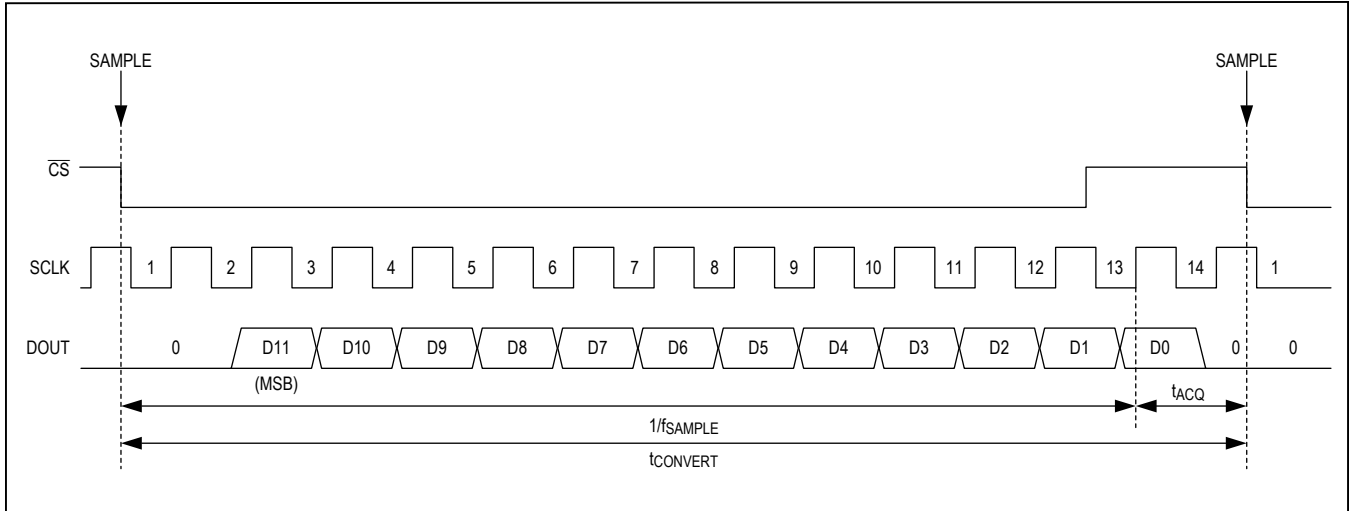 SAMPLE SAMPLE
CS
SCLK 1 2 3 4 5 6 7 8 9 10 11 12 13 14 1
DOUT 0 D11 D10 D9 D8 D7 D6 D5 D4 D3 D2 D1 D0 0 0
(MSB)
tACQ
1/fSAMPLE
tCONVERT